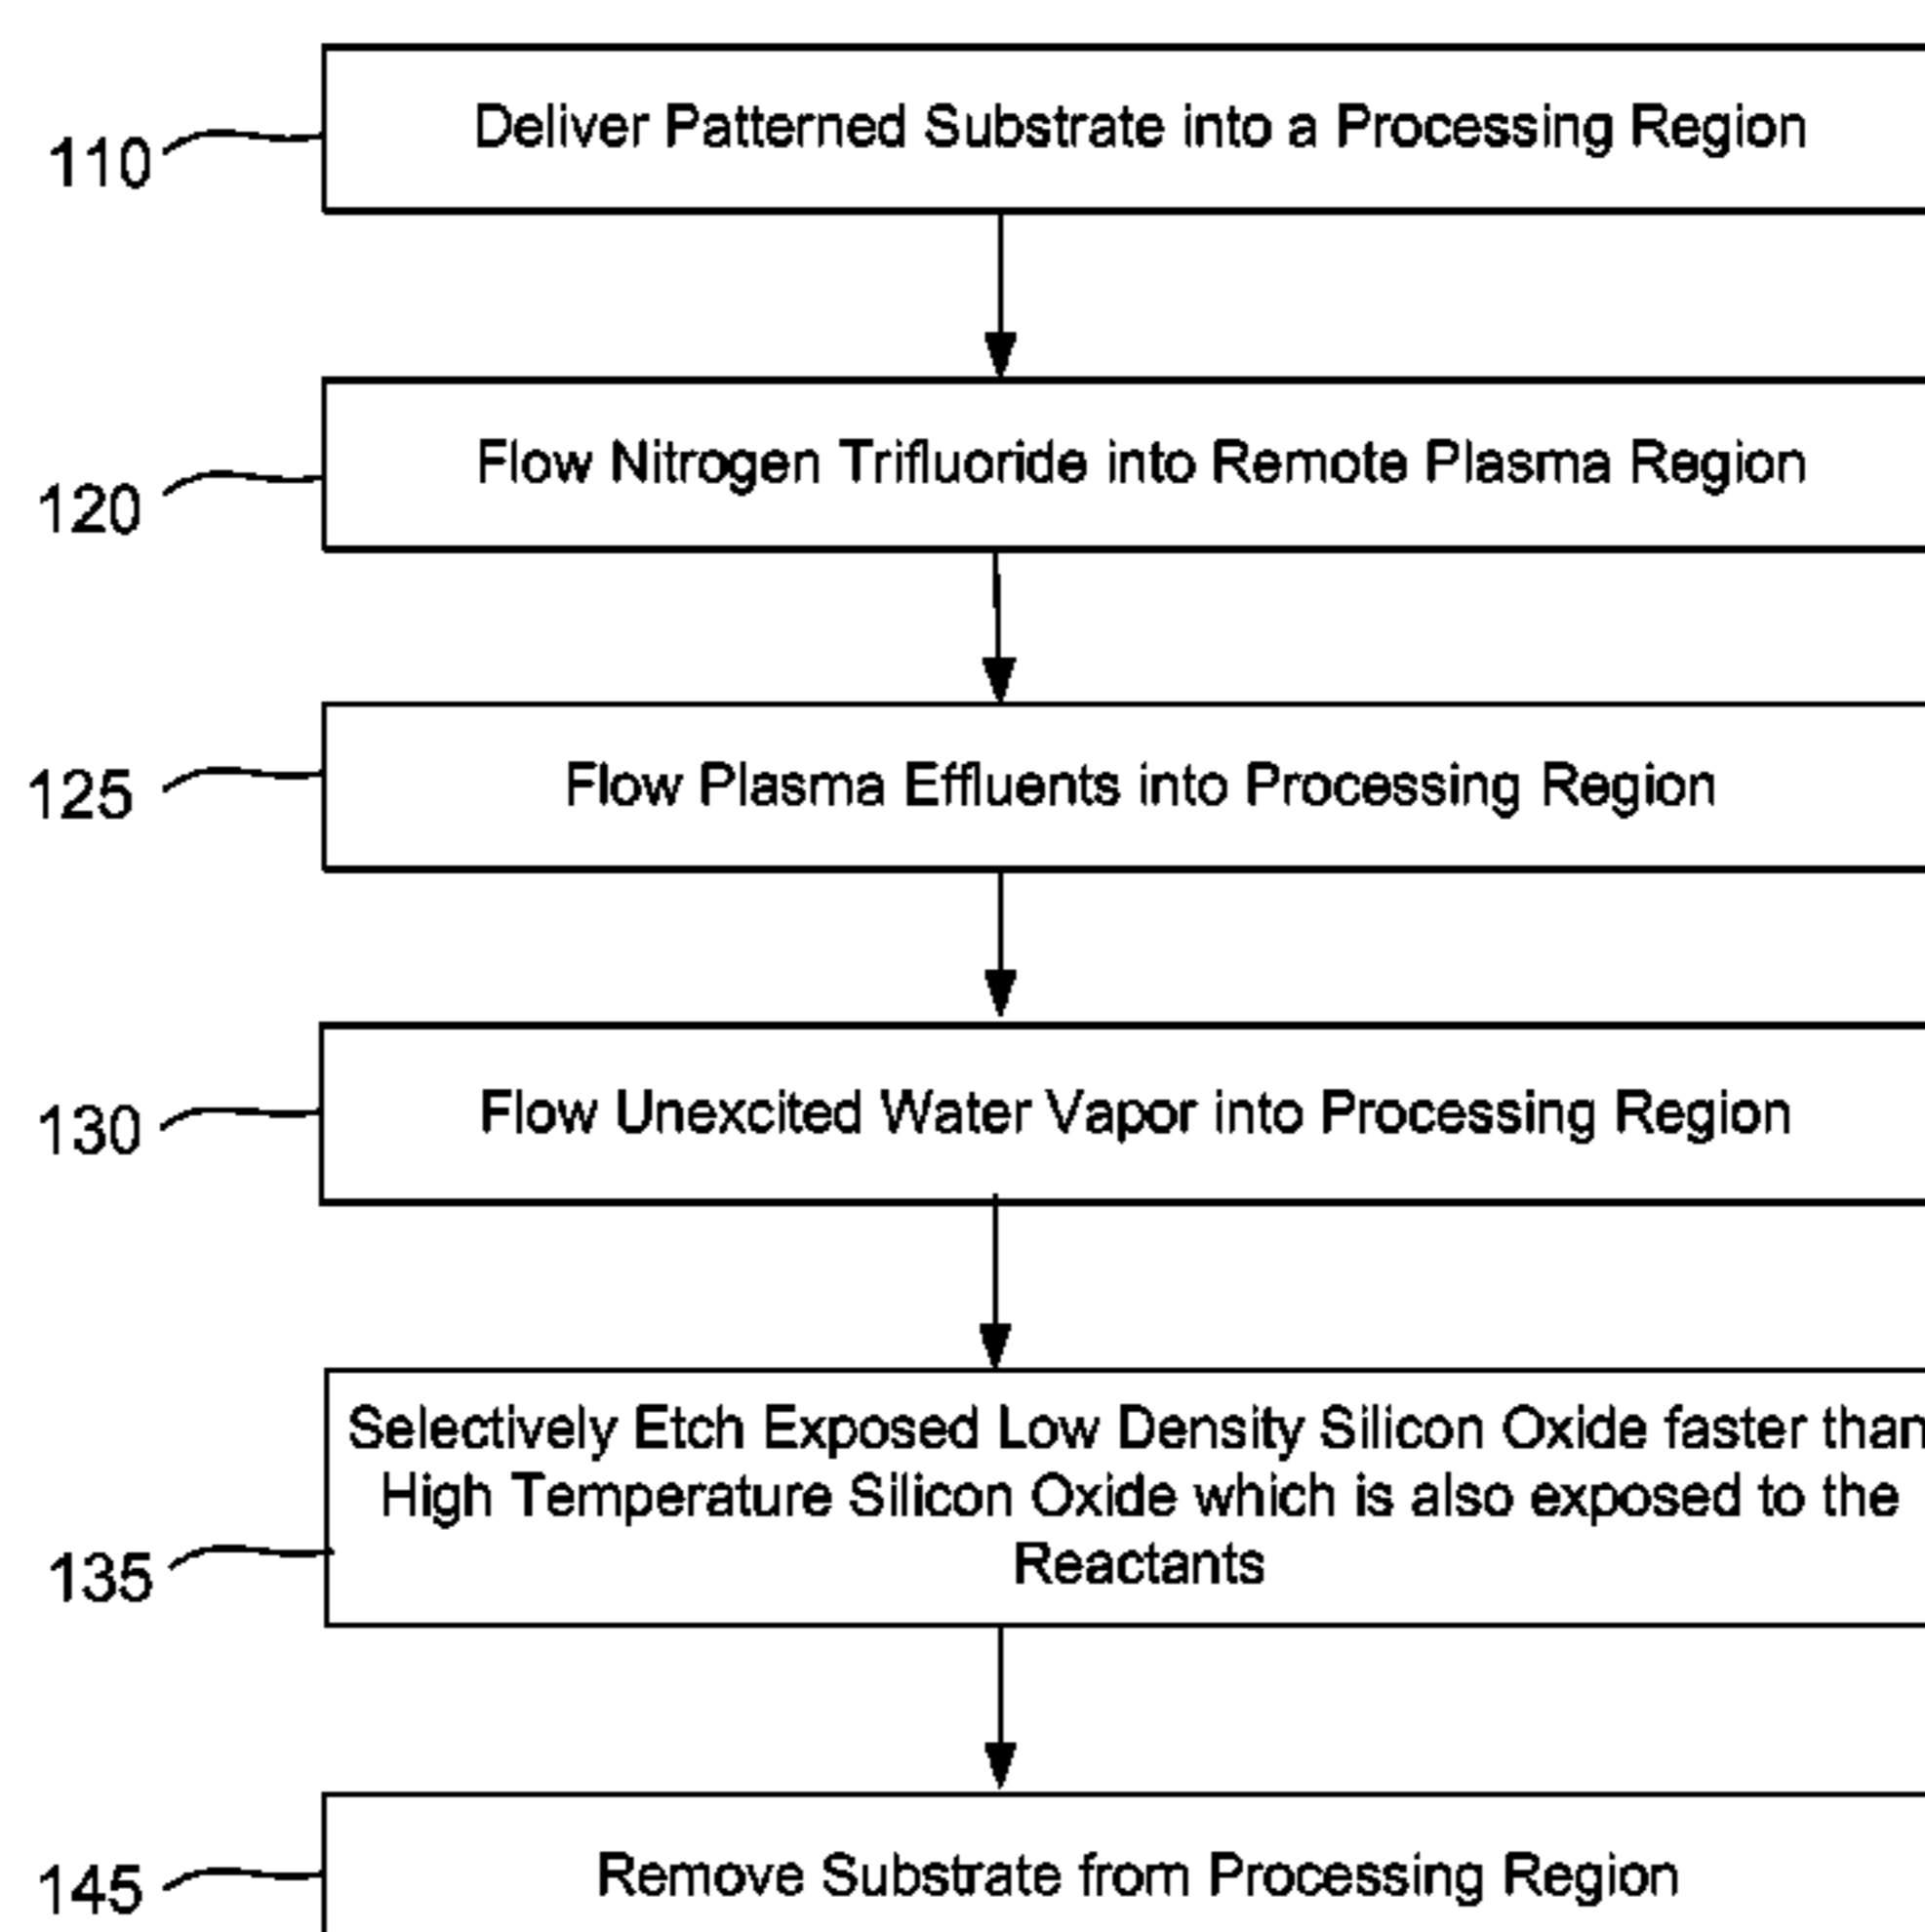 110
Deliver Patterned Substrate into a Processing Region
120
Flow Nitrogen Trifluoride into Remote Plasma Region
125
Flow Plasma Effluents into Processing Region
130
Flow Unexcited Water Vapor into Processing Region
Selectively Etch Exposed Low Density Silicon Oxide faster than
High Temperature Silicon Oxide which is also exposed to the
Reactants
135
145
Remove Substrate from Processing Region